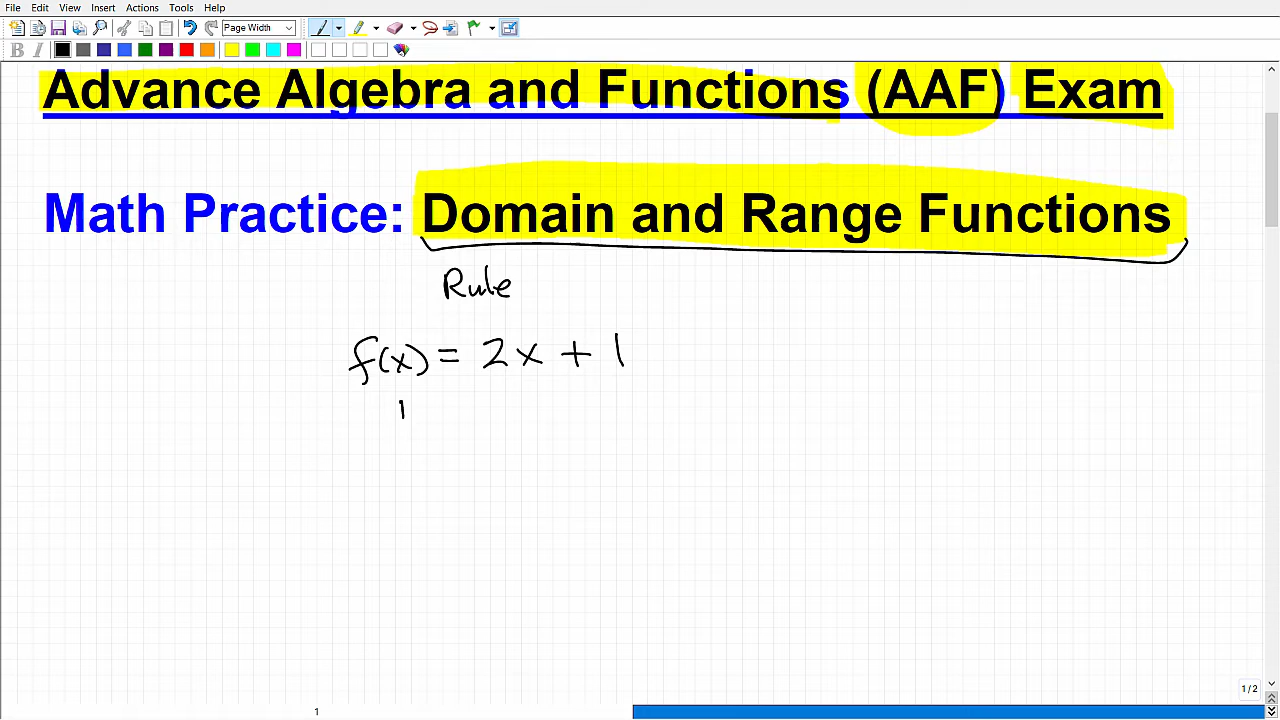 File Edit View Insert Actions Tools Help
Page Width
B I
Advance Algebra and Functions (AAF) Exam
Math Practice: Domain and Range Functions
Rule
f(x) = 2x + 1
1
1/2
1